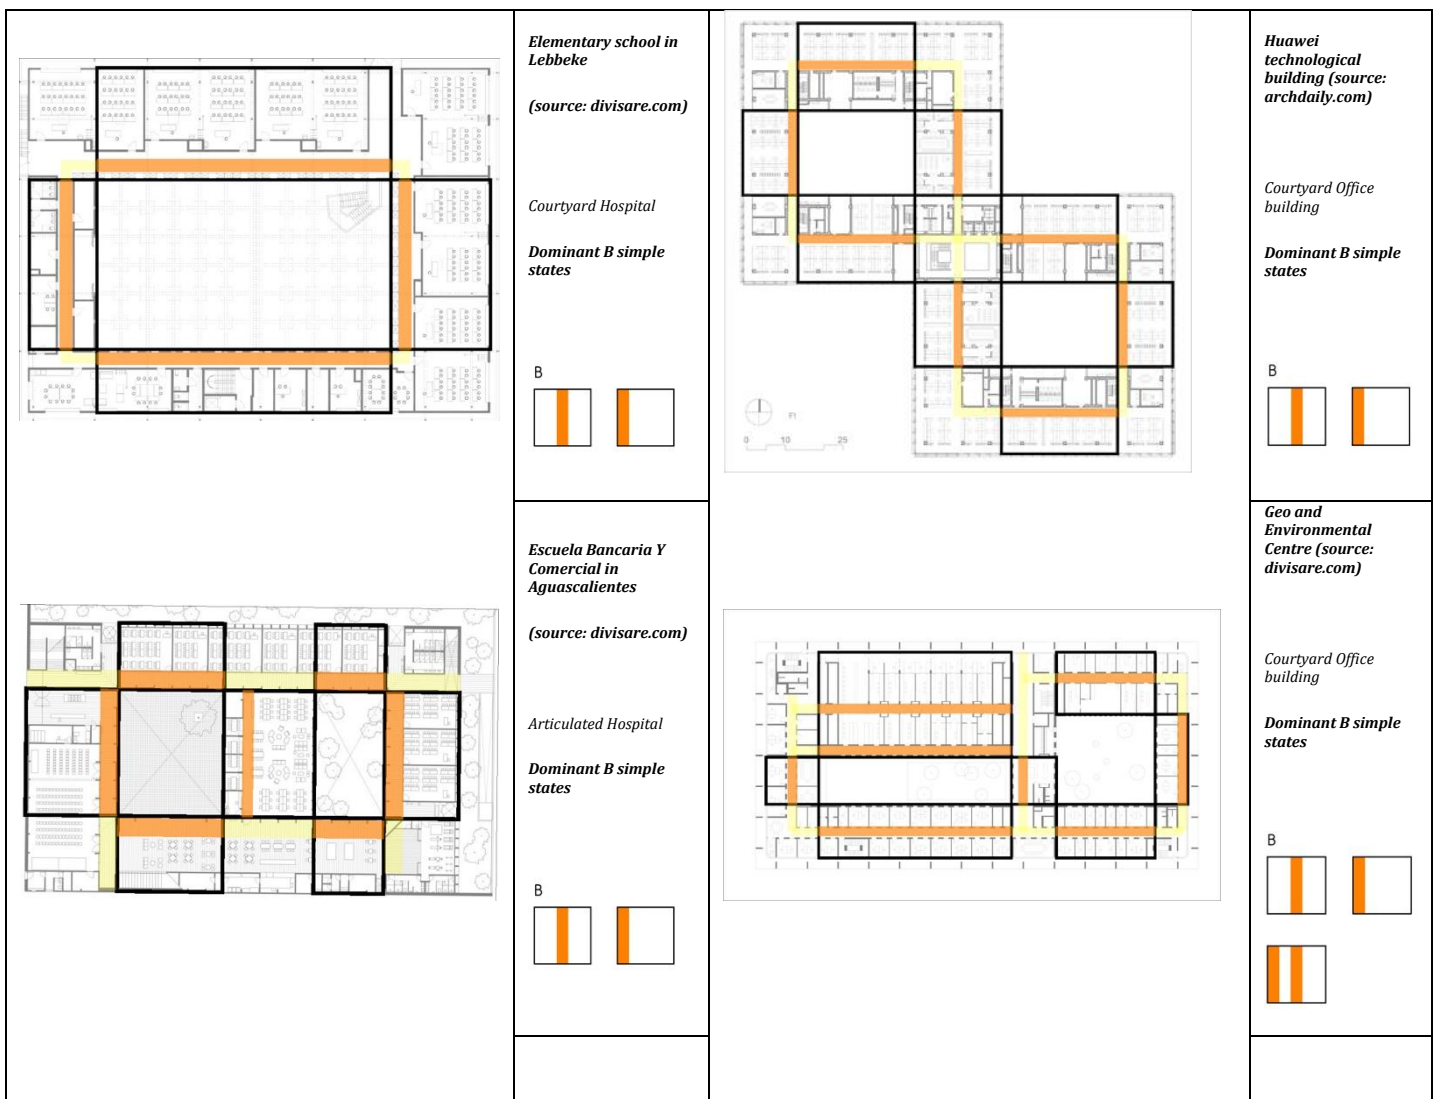 Elementary school in
Lebbeke
(source: divisare.com)
Courtyard Hospital
Dominant B simple
states
B
F1
0 10 25
Huawei
technological
building (source:
archdaily.com)
Courtyard Office
building
Dominant B simple
states
B
Escuela Bancaria Y
Comercial in
Aguascalientes
(source: divisare.com)
Articulated Hospital
Dominant B simple
states
B
Geo and
Environmental
Centre (source:
divisare.com)
Courtyard Office
building
Dominant B simple
states
B